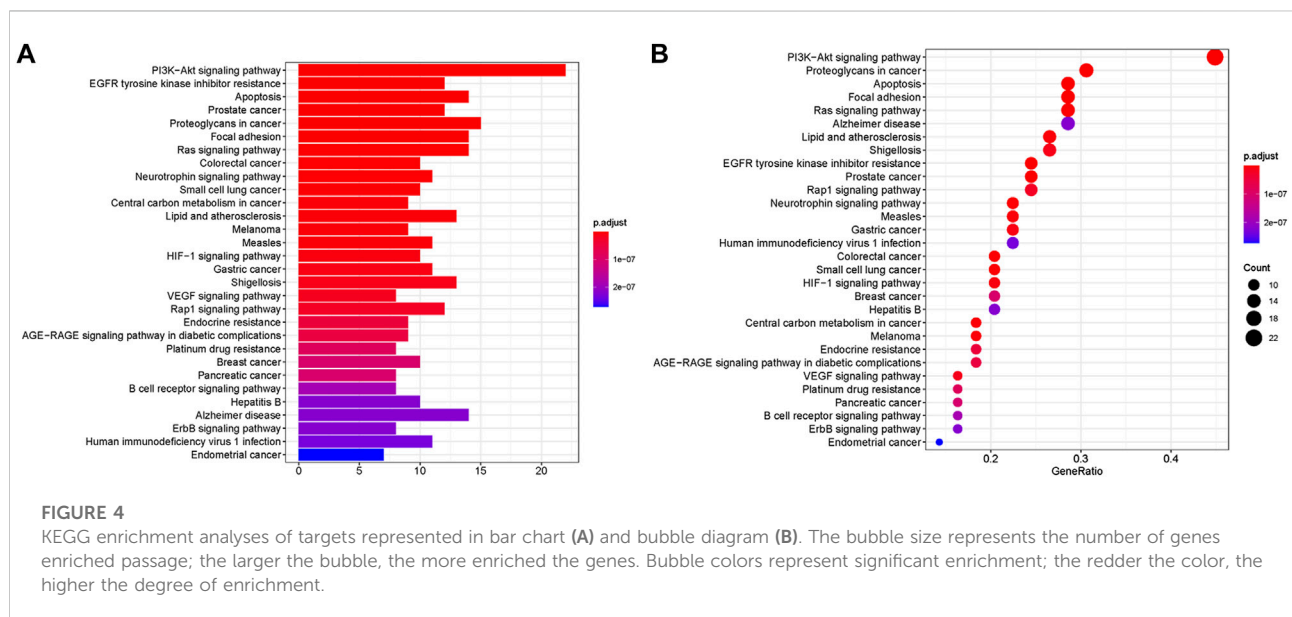 A
PI3K−Akt signaling pathway
EGFR tyrosine kinase inhibitor resistance
Apoptosis
Prostate cancer
Proteoglycans in cancer
Focal adhesion
Ras signaling pathway
Colorectal cancer
Neurotrophin signaling pathway
Small cell lung cancer
Central carbon metabolism in cancer
Lipid and atherosclerosis
Melanoma
Measles
HIF−1 signaling pathway
Gastric cancer
Shigellosis
VEGF signaling pathway
Rap1 signaling pathway
Endocrine resistance
AGE−RAGE signaling pathway in diabetic complications
Platinum drug resistance
Breast cancer
Pancreatic cancer
B cell receptor signaling pathway
Hepatitis B
Alzheimer disease
ErbB signaling pathway
Human immunodeficiency virus 1 infection
Endometrial cancer
0 5 10 15 20
p.adjust
1e−07
2e−07
B
PI3K−Akt signaling pathway
Proteoglycans in cancer
Apoptosis
Focal adhesion
Ras signaling pathway
Alzheimer disease
Lipid and atherosclerosis
Shigellosis
EGFR tyrosine kinase inhibitor resistance
Prostate cancer
Rap1 signaling pathway
Neurotrophin signaling pathway
Measles
Gastric cancer
Human immunodeficiency virus 1 infection
Colorectal cancer
Small cell lung cancer
HIF−1 signaling pathway
Breast cancer
Hepatitis B
Central carbon metabolism in cancer
Melanoma
Endocrine resistance
AGE−RAGE signaling pathway in diabetic complications
VEGF signaling pathway
Platinum drug resistance
Pancreatic cancer
B cell receptor signaling pathway
ErbB signaling pathway
Endometrial cancer
0.2 0.3 0.4
GeneRatio
p.adjust
1e−07
2e−07
Count
10
14
18
22
FIGURE 4
KEGG enrichment analyses of targets represented in bar chart (A) and bubble diagram (B). The bubble size represents the number of genes
enriched passage; the larger the bubble, the more enriched the genes. Bubble colors represent significant enrichment; the redder the color, the
higher the degree of enrichment.